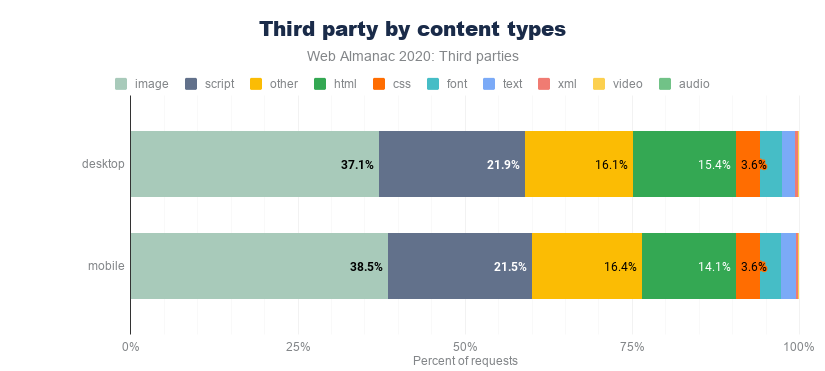 Third party by content types
Web Almanac 2020: Third parties
image script other html css font text xml video audio
desktop 37.1% 21.9% 16.1% 15.4% 3.6%
mobile 38.5% 21.5% 16.4% 14.1% 3.6%
0% 25% 50% 75% 100%
Percent of requests